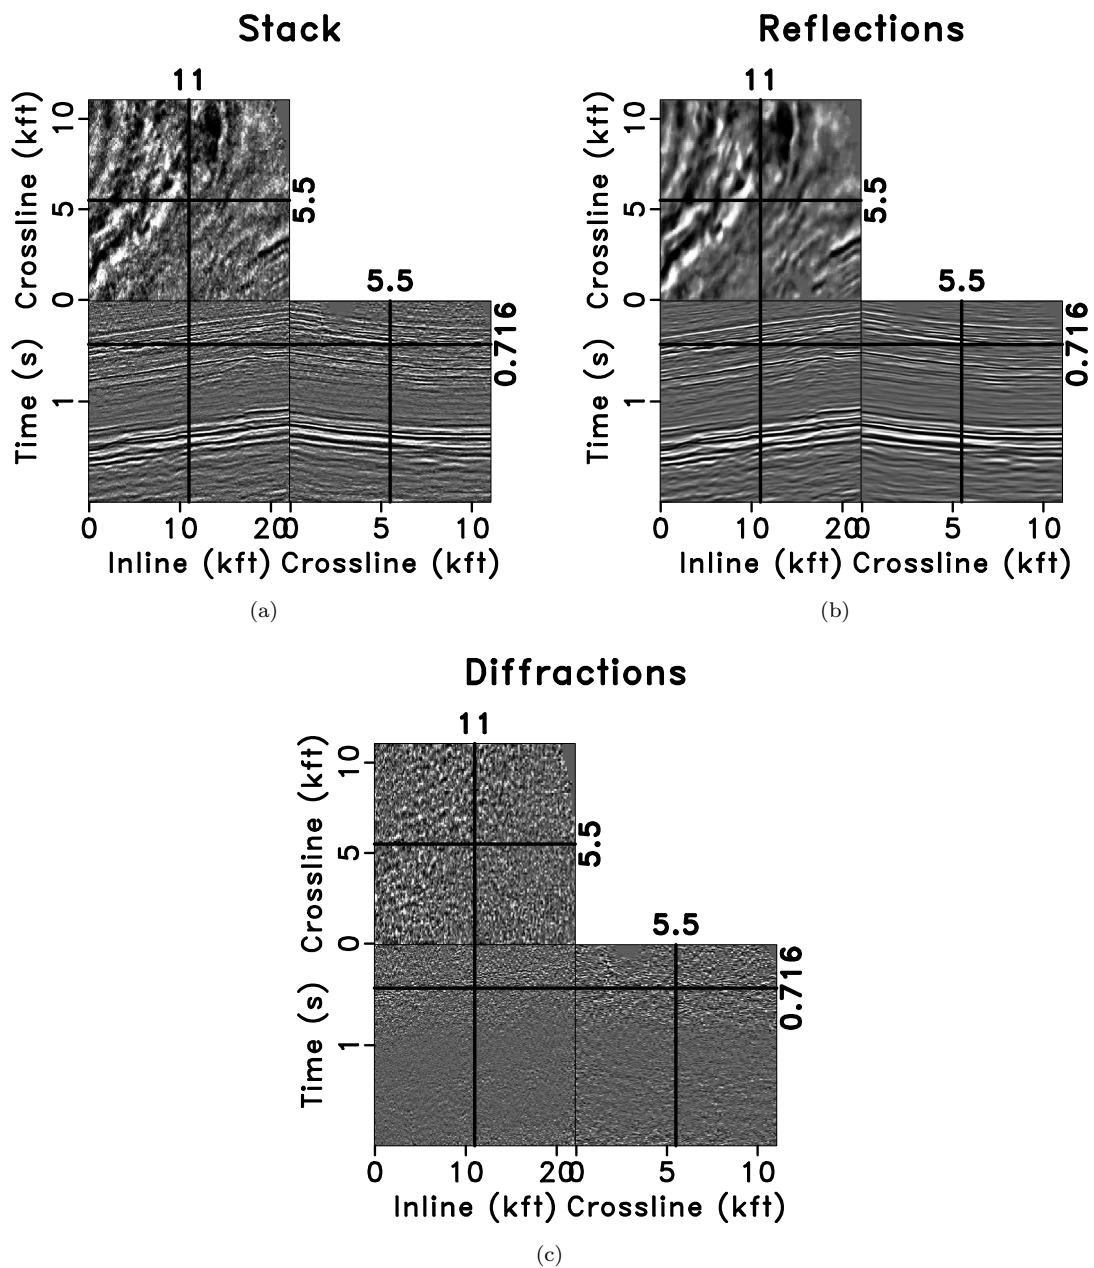 Stack
11
Crossline (kft)
10
5
0
5.5
5.5
0.716
Time (s)
1
0 10 20 0 5 10
Inline (kft) Crossline (kft)
(a)
Reflections
11
Crossline (kft)
10
5
0
5.5
5.5
0.716
Time (s)
1
0 10 20 0 5 10
Inline (kft) Crossline (kft)
(b)
Diffractions
11
Crossline (kft)
10
5
0
5.5
5.5
0.716
Time (s)
1
0 10 20 0 5 10
Inline (kft) Crossline (kft)
(c)